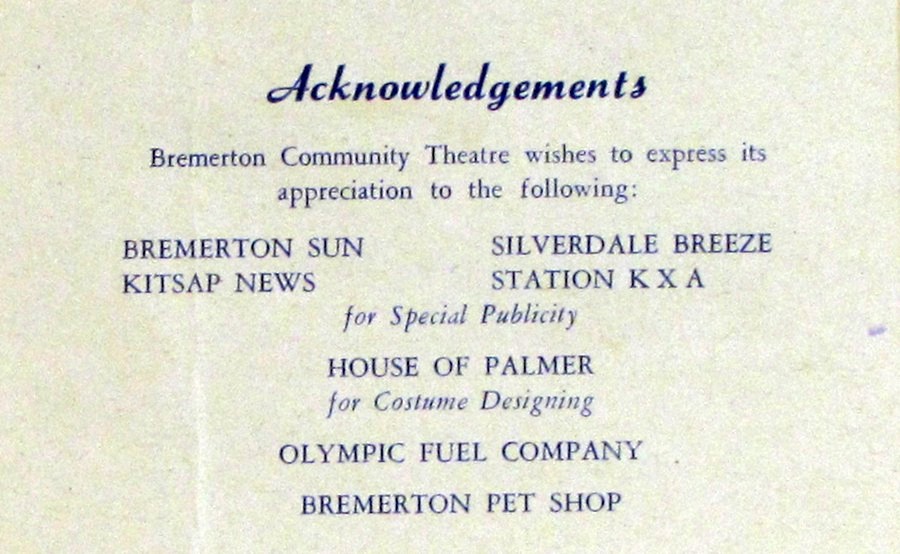 Acknowledgements
Bremerton Community Theatre wishes to express its
appreciation to the following:
BREMERTON SUN SILVERDALE BREEZE
KITSAP NEWS STATION K X A
for Special Publicity
HOUSE OF PALMER
for Costume Designing
OLYMPIC FUEL COMPANY
BREMERTON PET SHOP